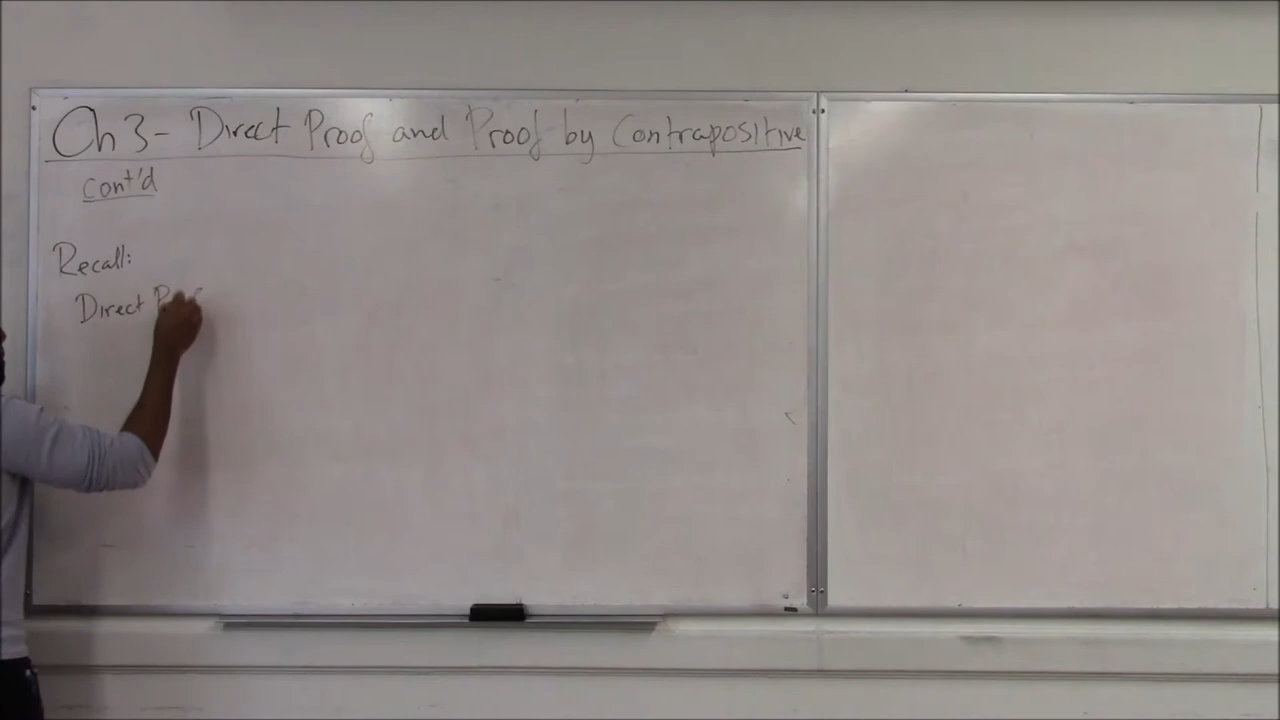 Ch 3- Direct Proof and Proof by Contrapositive
cont'd
Recall:
Direct